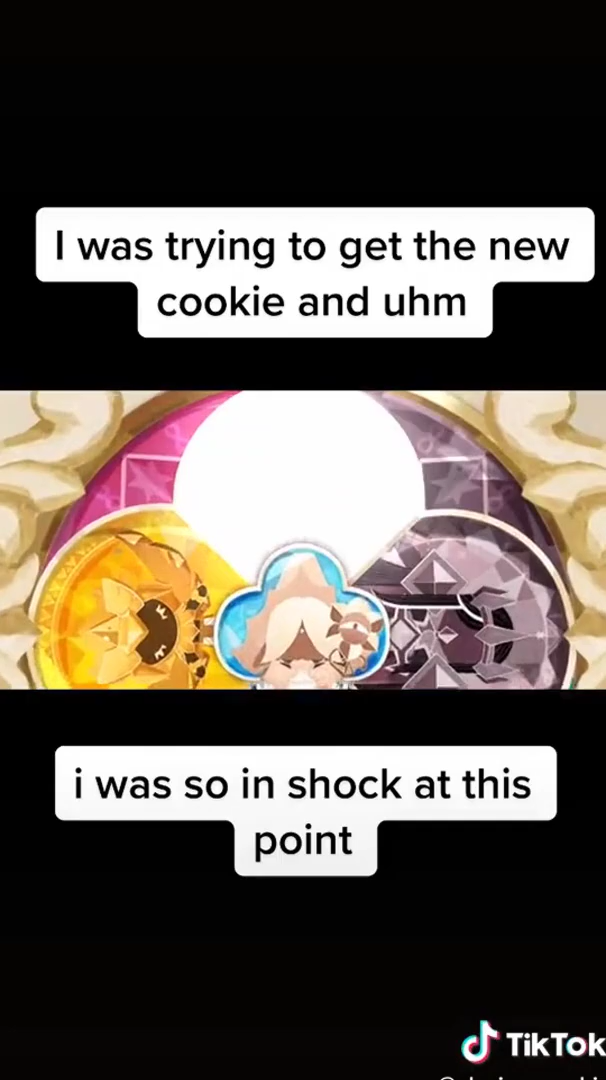 I was trying to get the new
cookie and uhm
i was so in shock at this
point
TikTok